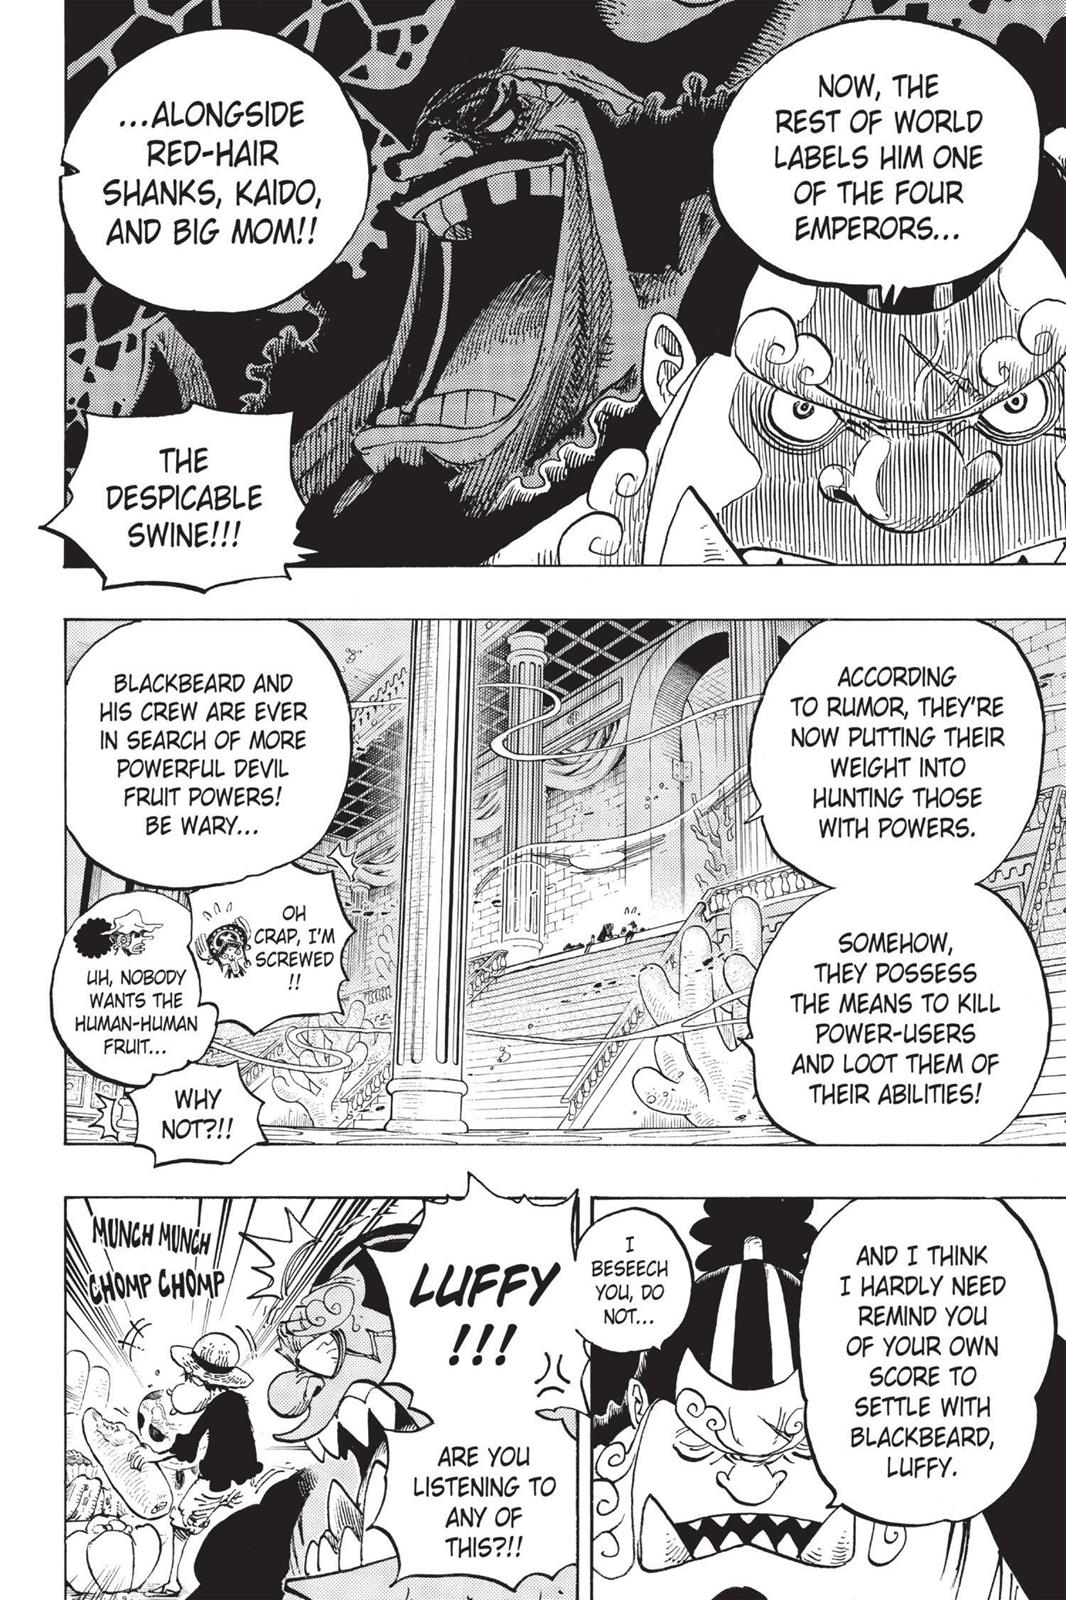 NOW, THE
REST OF WORLD
LABELS HIM ONE
OF THE FOUR
EMPERORS...
...ALONGSIDE
RED-HAIR
SHANKS, KAIDO,
AND BIG MOM!!
THE
DESPICABLE
SWINE!!!
ACCORDING
TO RUMOR, THEY'RE
NOW PUTTING THEIR
WEIGHT INTO
HUNTING THOSE
WITH POWERS.
SOMEHOW,
THEY POSSESS
THE MEANS TO KILL
POWER-USERS
AND LOOT THEM OF
THEIR ABILITIES!
BLACKBEARD AND
HIS CREW ARE EVER
IN SEARCH OF MORE
POWERFUL DEVIL
FRUIT POWERS!
BE WARY...
OH
CRAP, I'M
SCREWED
!!
UH, NOBODY
WANTS THE
HUMAN-HUMAN
FRUIT...
WHY
NOT?!!
AND I THINK
I HARDLY NEED
REMIND YOU
OF YOUR OWN
SCORE TO
SETTLE WITH
BLACKBEARD,
LUFFY.
I
BESEECH
YOU, DO
NOT...
LUFFY
!!!
ARE YOU
LISTENING TO
ANY OF
THIS?!!
MUNCH MUNCH
CHOMP CHOMP